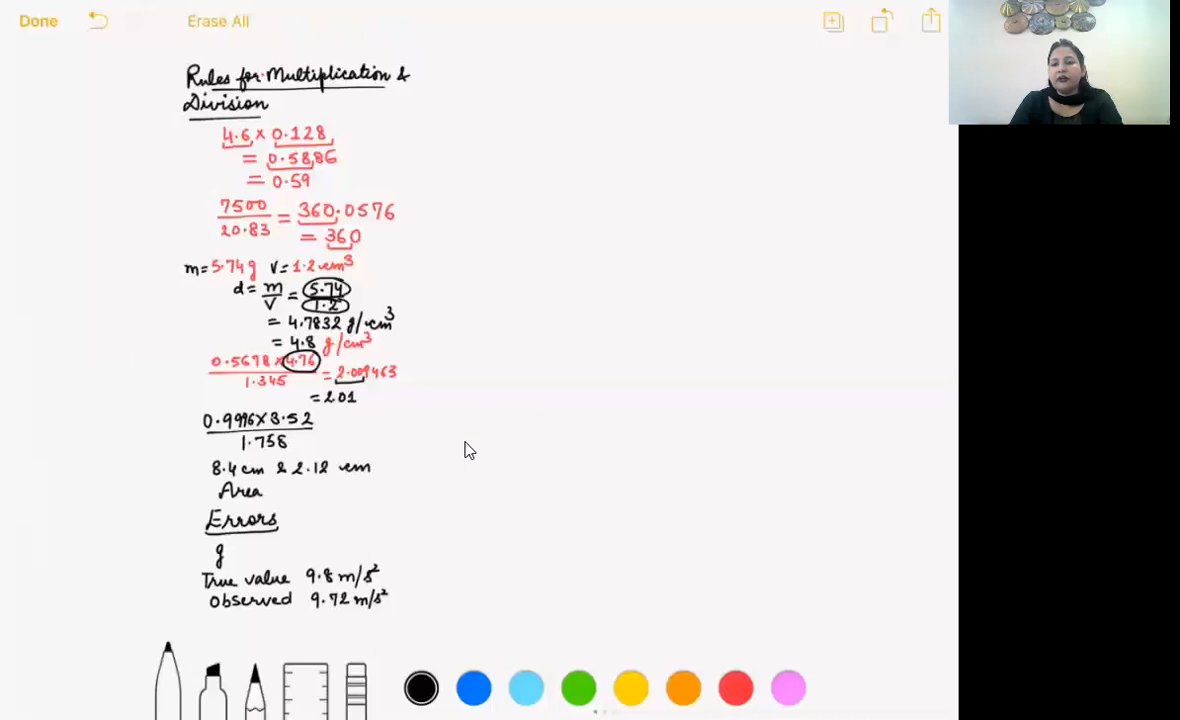 Done Erase All
Rules for Multiplication &
Division
4.6 × 0.128
= 0.5886
= 0.59
7500/20.83 = 360.0576
= 360
m = 5.74g V = 1.2 cm³
d = m/V = 5.74/1.2
= 4.7832 g/cm³
= 4.8 g/cm³
0.5678 × 4.76/1.345 = 2.009463
= 2.01
0.9996 × 3.52/1.758
8.4 cm & 2.12 cm
Area
Errors
g
True value 9.8 m/s²
Observed 9.72 m/s²